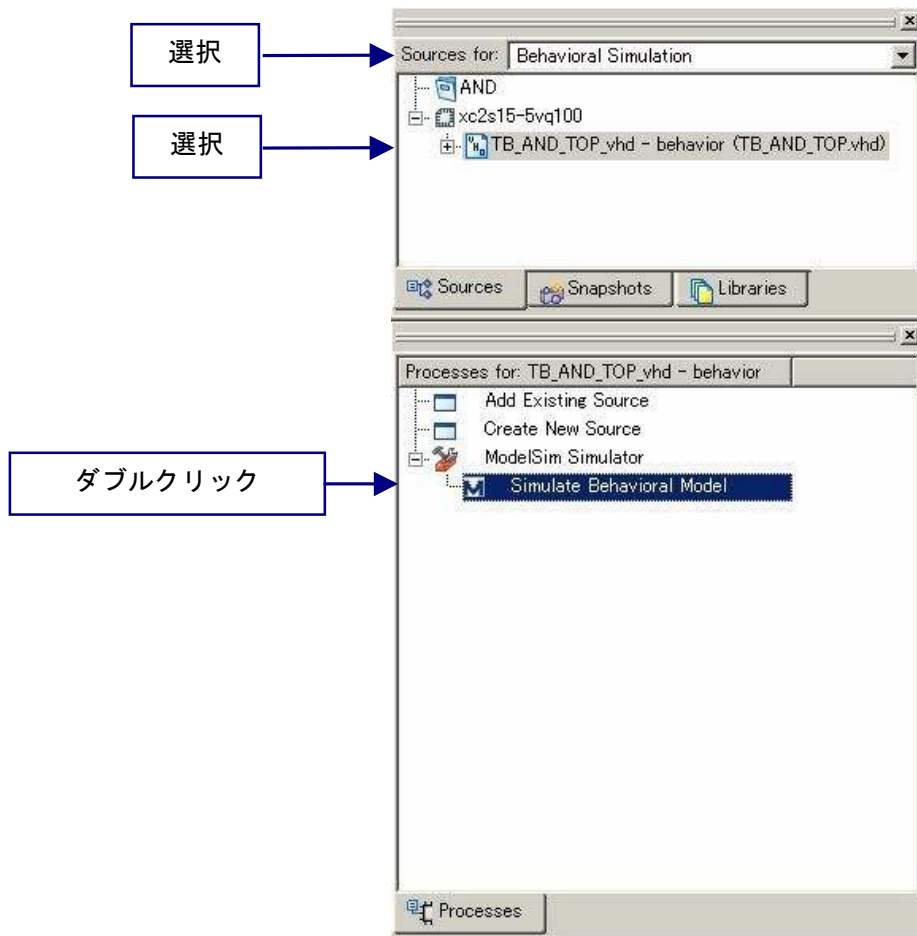 選択
Sources for: Behavioral Simulation
AND
xc2s15-5vq100
選択
TB_AND_TOP_vhd - behavior (TB_AND_TOP.vhd)
Sources Snapshots Libraries
Processes for: TB_AND_TOP_vhd - behavior
Add Existing Source
Create New Source
ModelSim Simulator
ダブルクリック
Simulate Behavioral Model
Processes